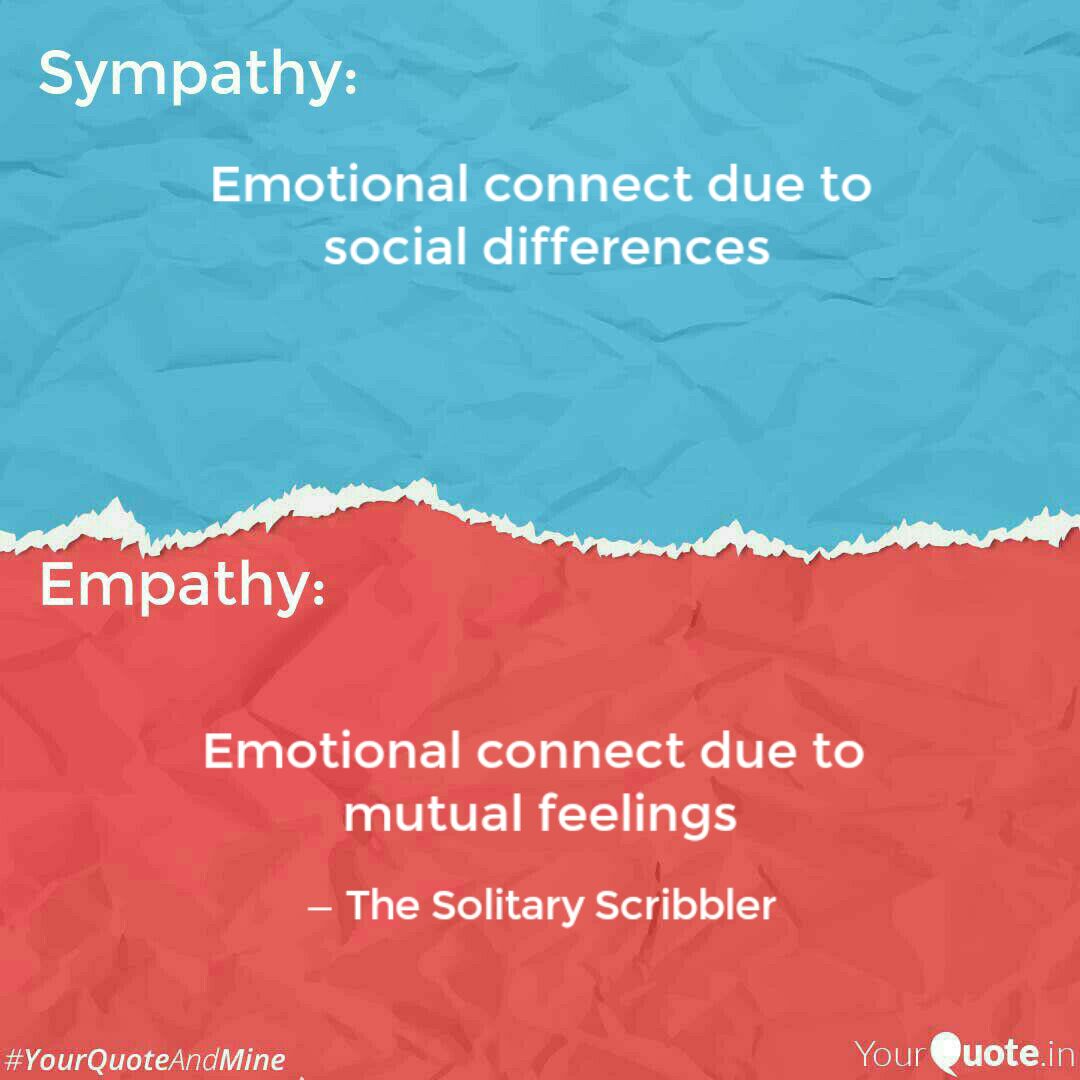 Sympathy:
Emotional connect due to
social differences
Empathy:
Emotional connect due to
mutual feelings
– The Solitary Scribbler
#YourQuoteAndMine
YourQuote.in